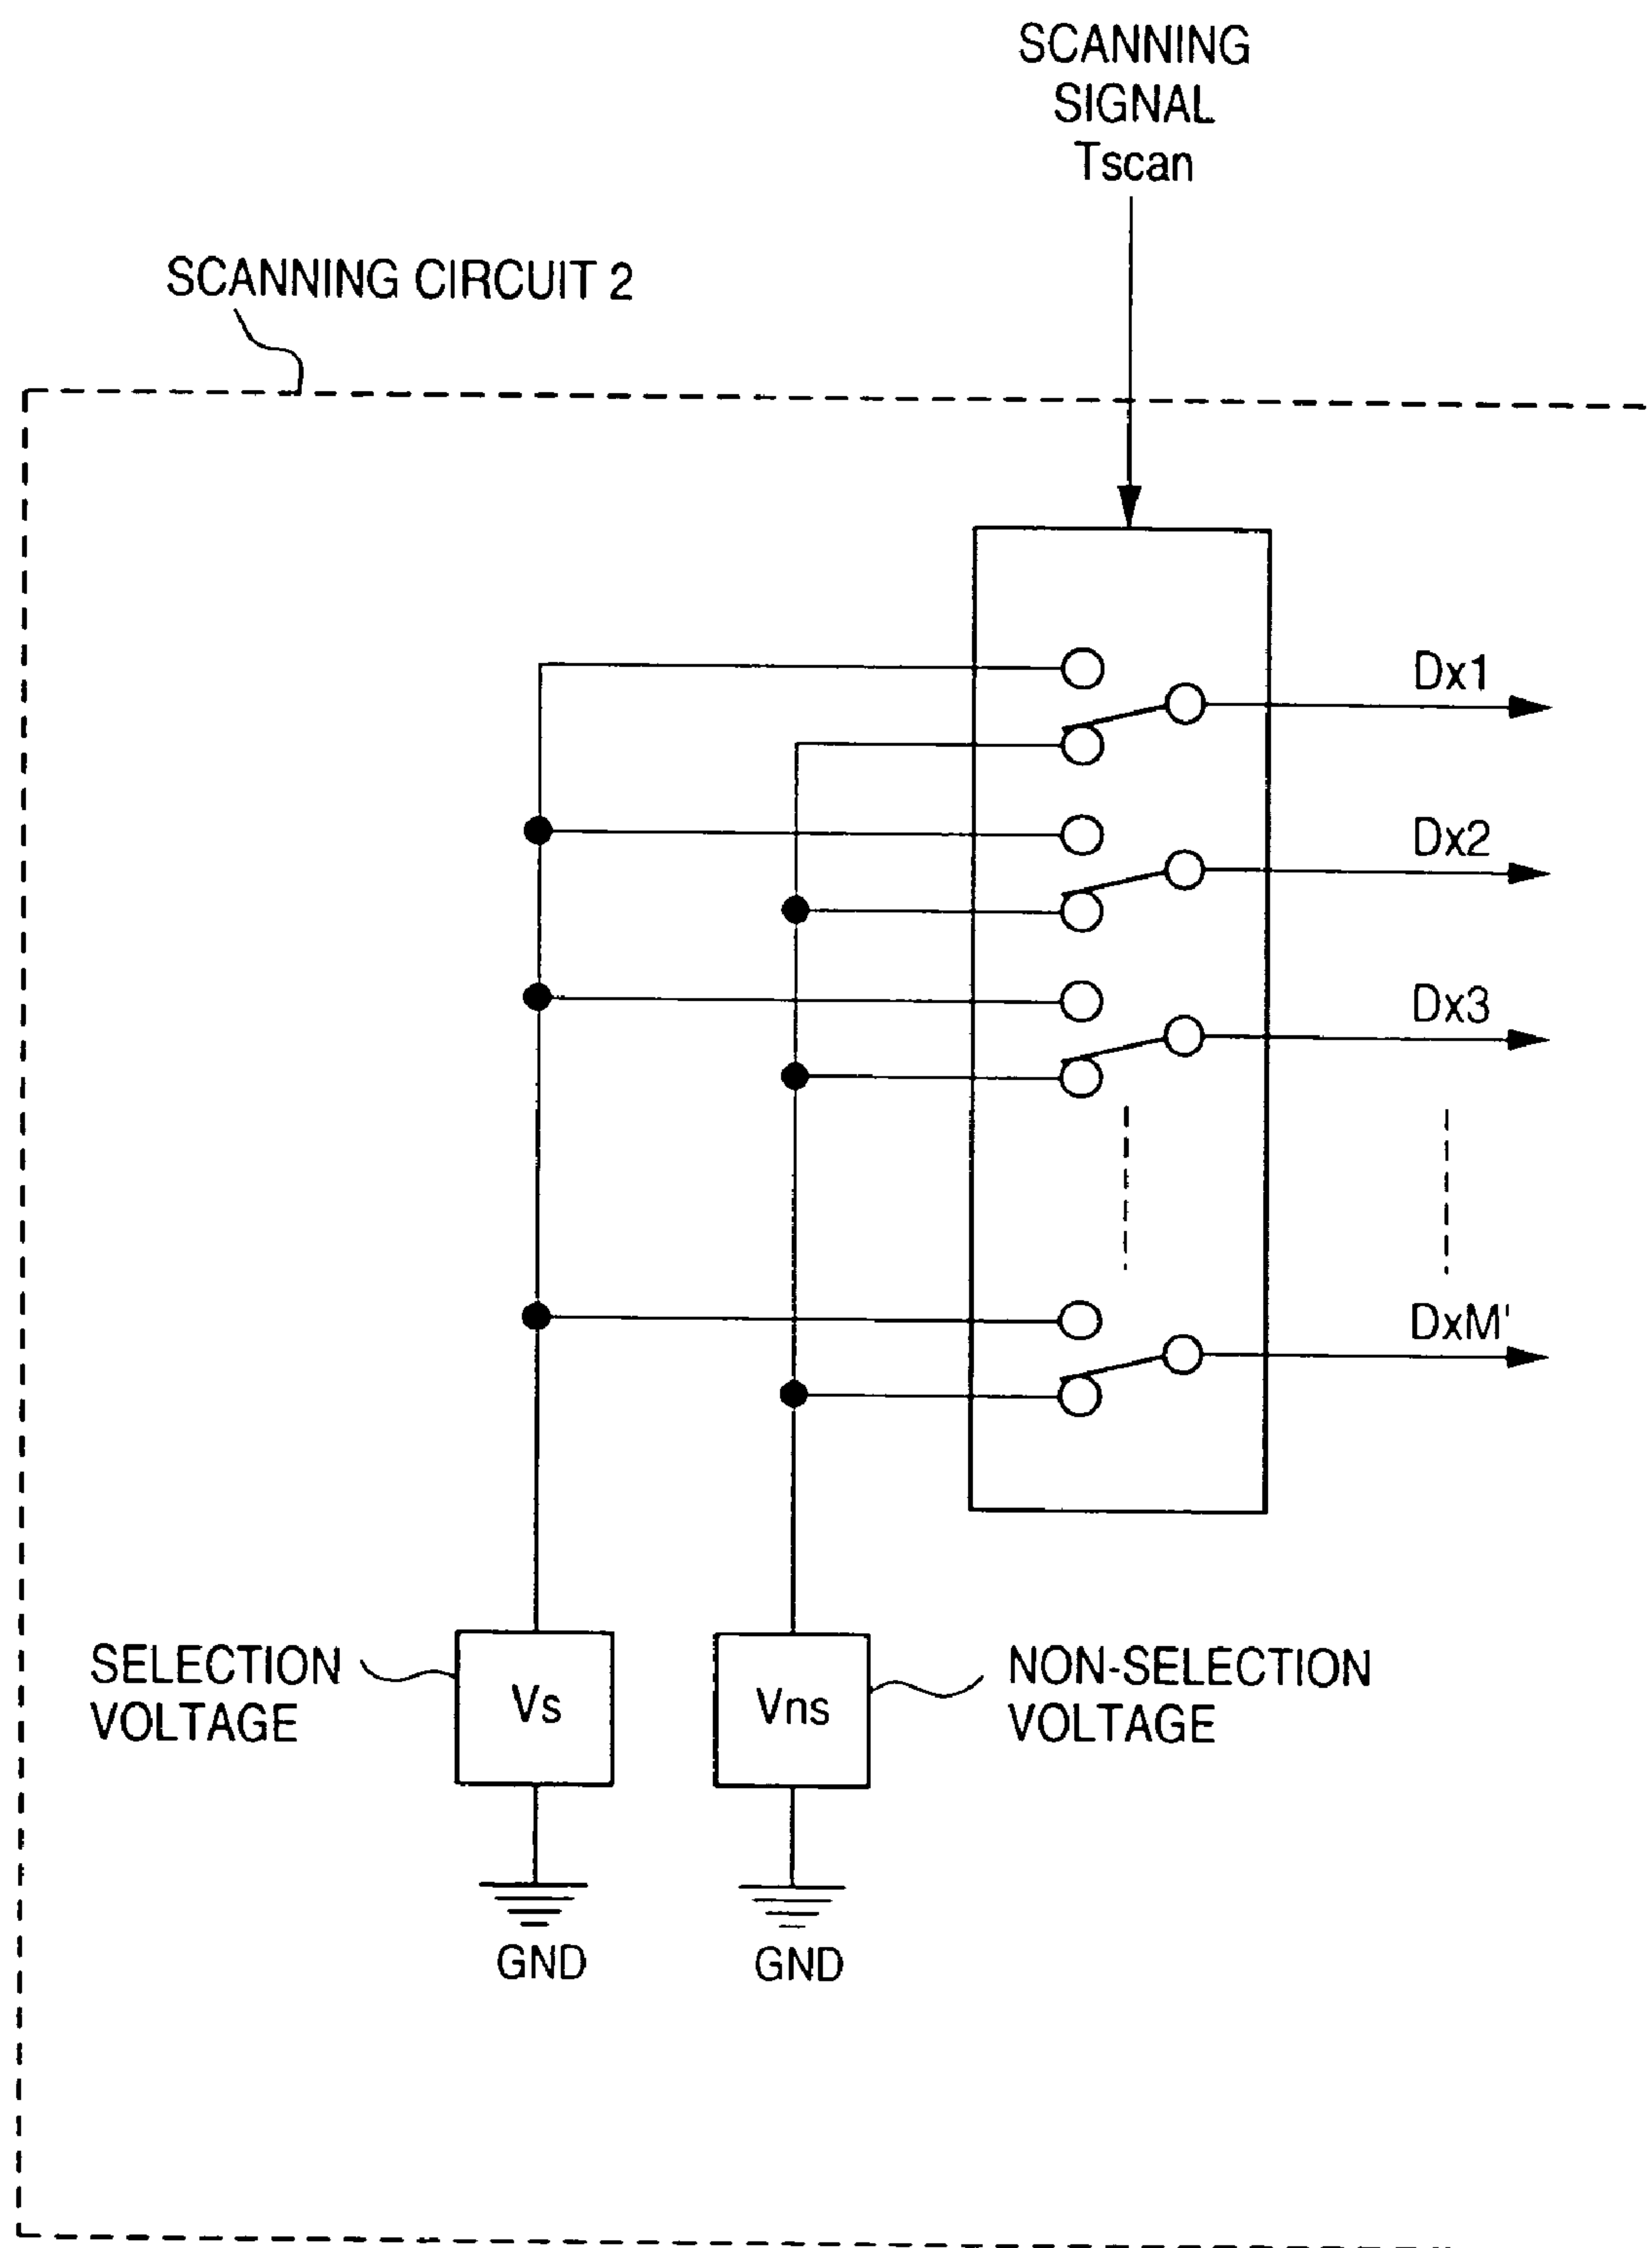 SCANNING
SIGNAL
Tscan
SCANNING CIRCUIT 2
Dx1
Dx2
Dx3
DxM'
SELECTION
VOLTAGE
Vs
Vns
NON-SELECTION
VOLTAGE
GND
GND